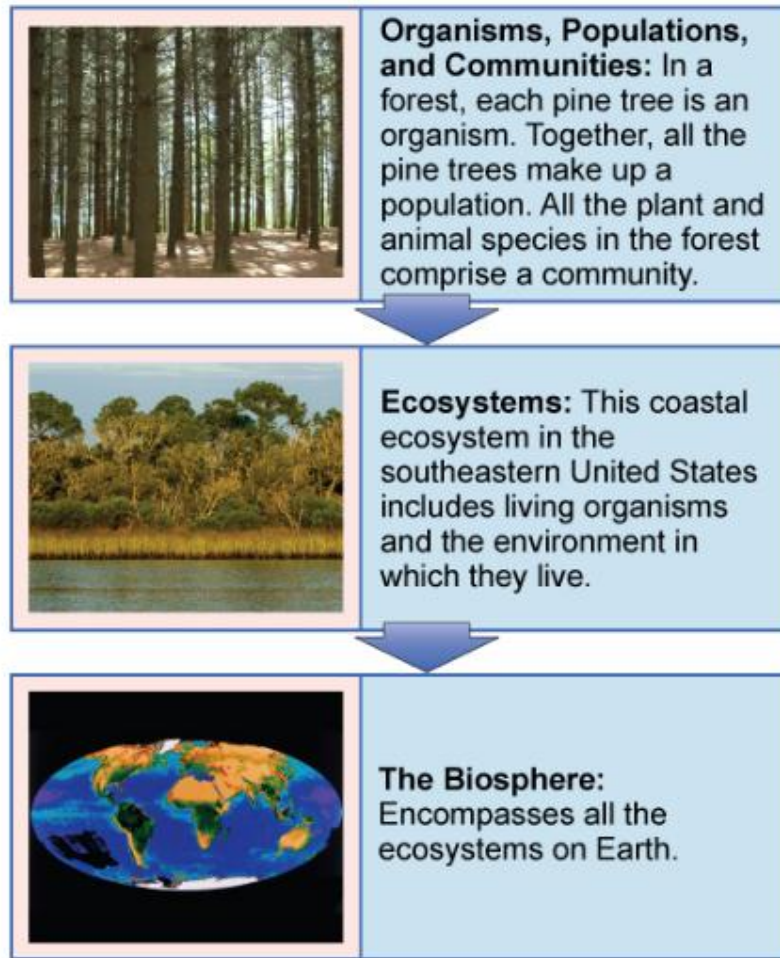 Organisms, Populations,
and Communities: In a
forest, each pine tree is an
organism. Together, all the
pine trees make up a
population. All the plant and
animal species in the forest
comprise a community.
Ecosystems: This coastal
ecosystem in the
southeastern United States
includes living organisms
and the environment in
which they live.
The Biosphere:
Encompasses all the
ecosystems on Earth.